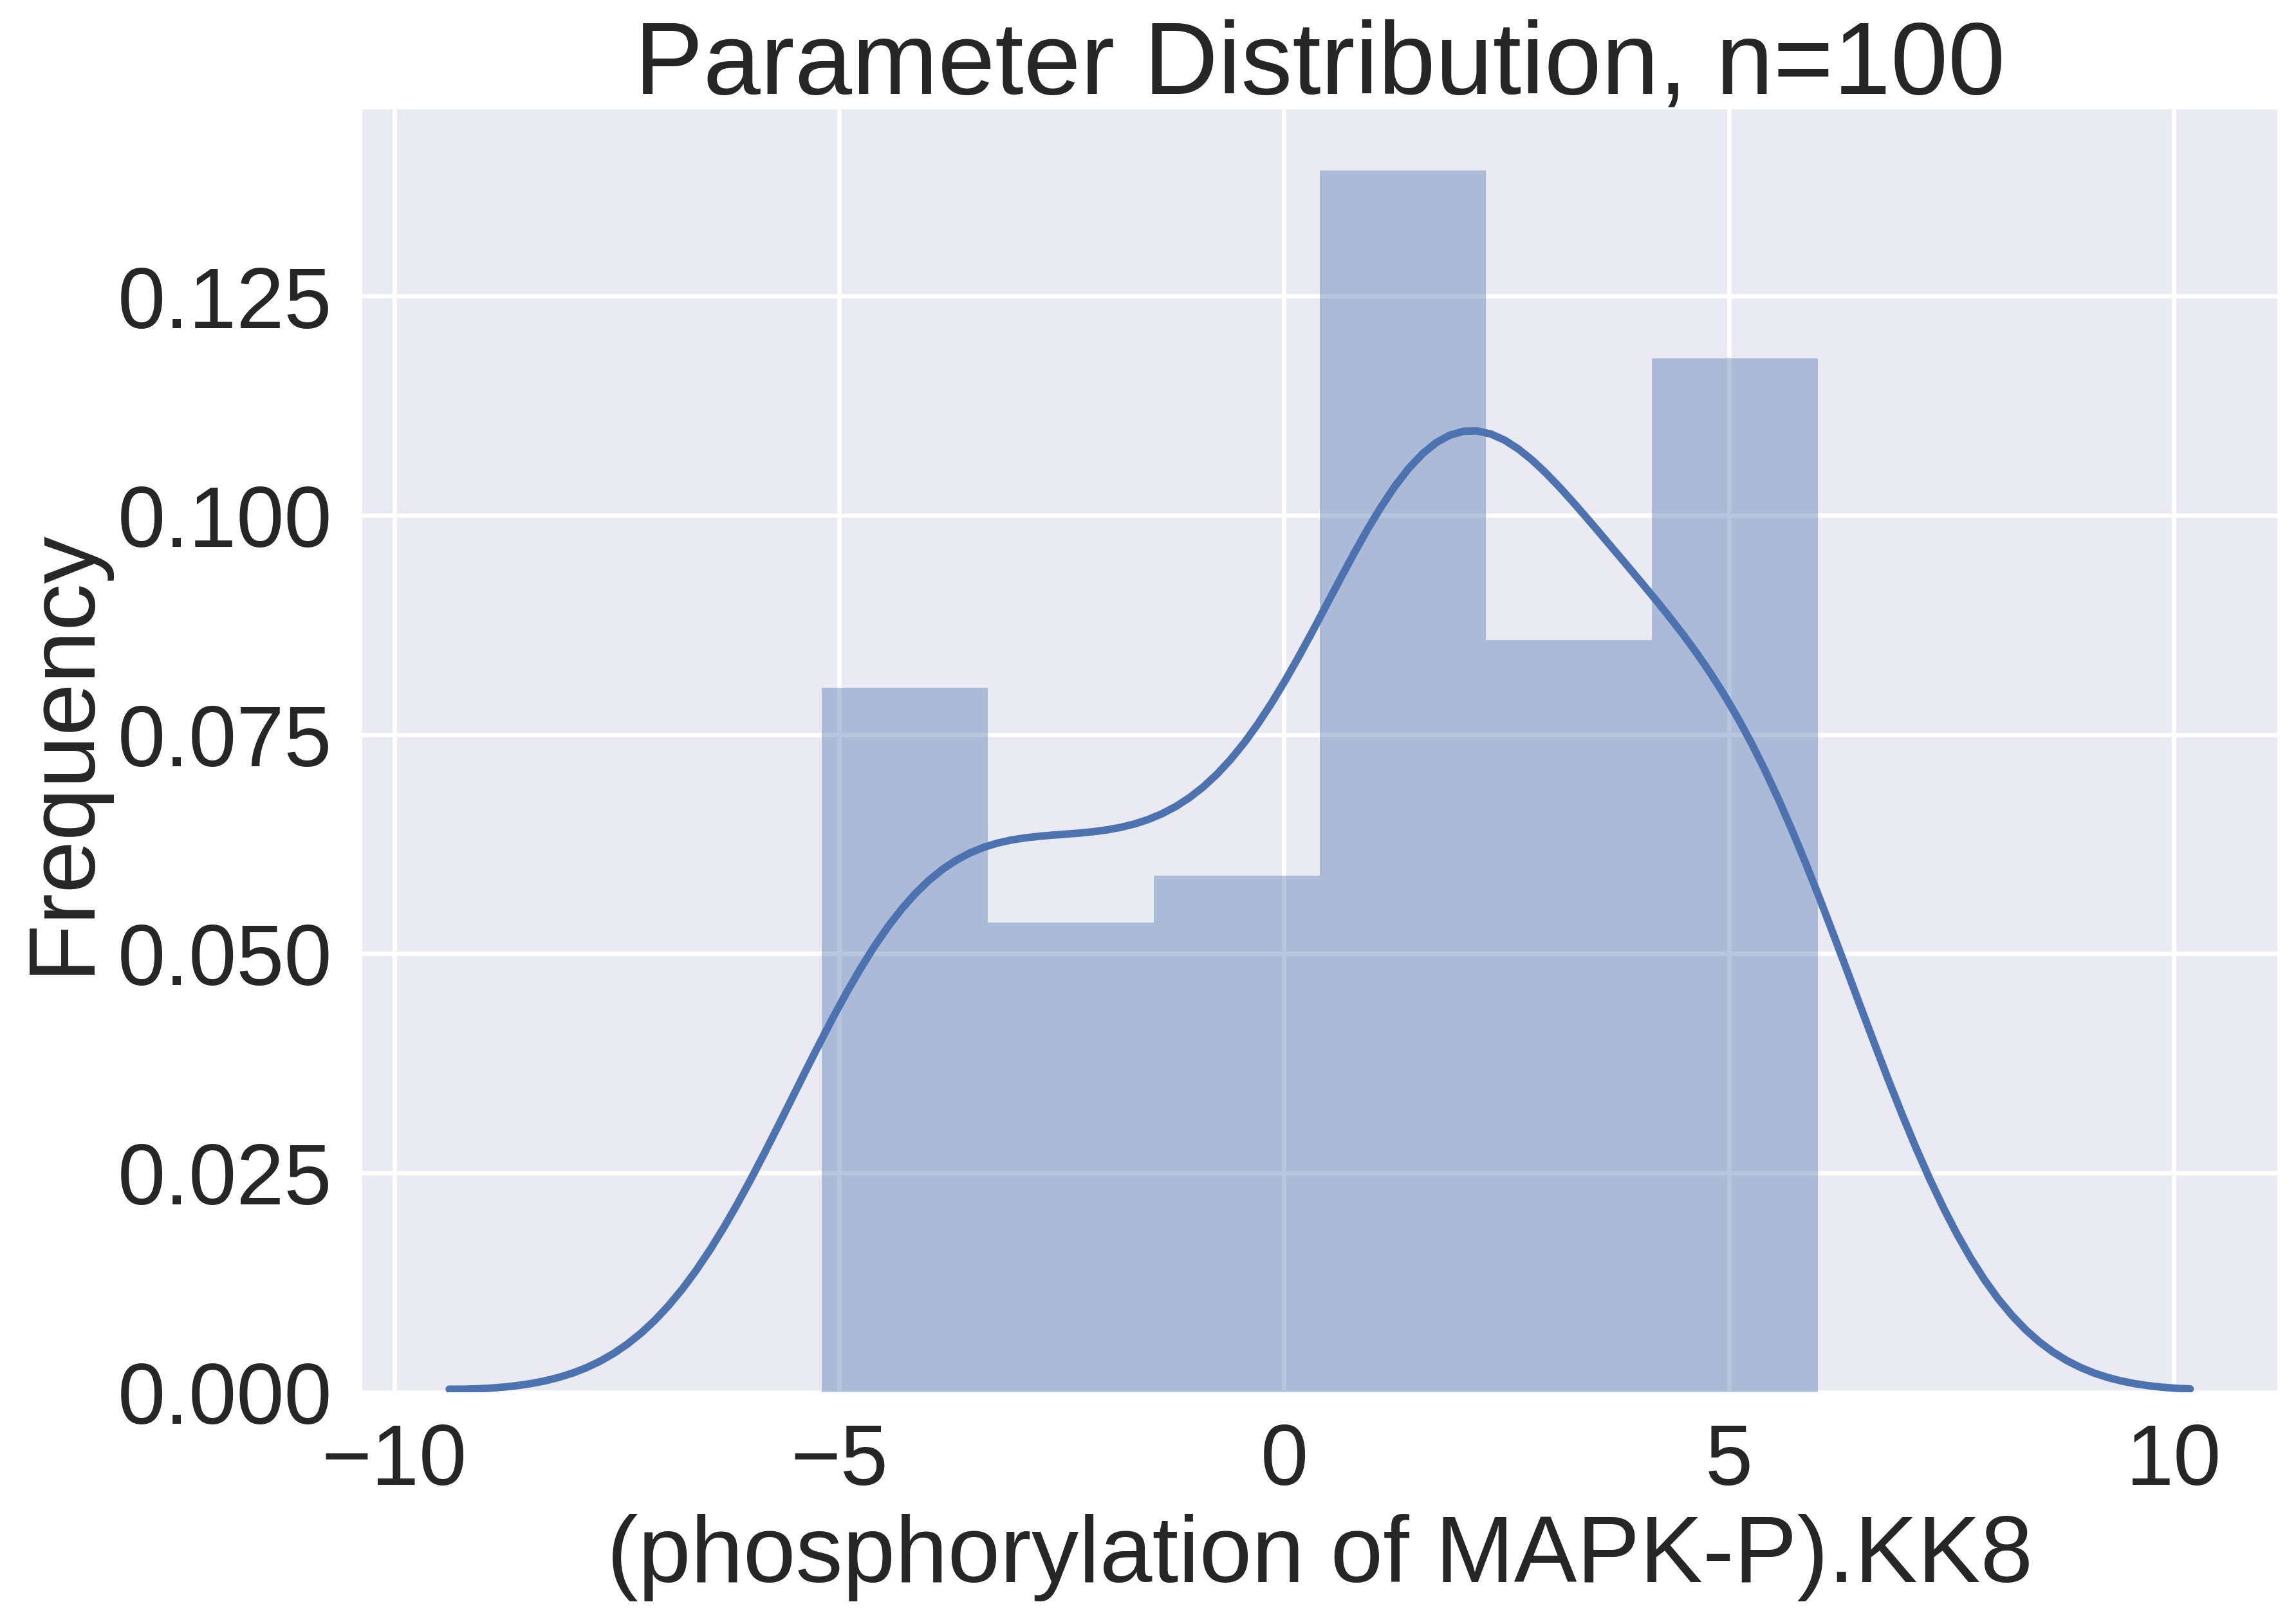 Parameter Distribution, n=100
Frequency
0.125
0.100
0.075
0.050
0.025
0.000
−10 −5 0 5 10
(phosphorylation of MAPK-P).KK8